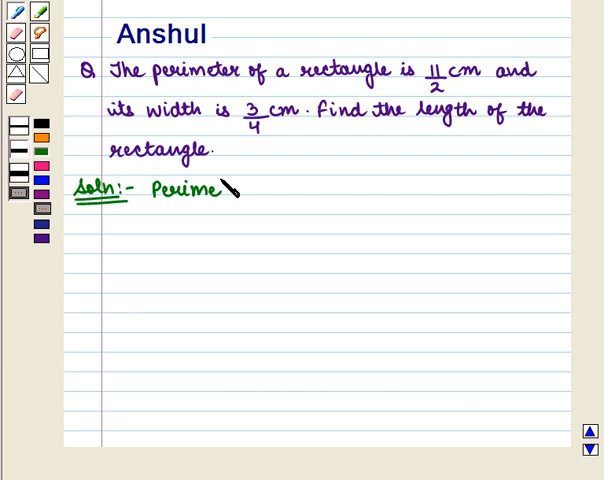 Anshul
Q. The perimeter of a rectangle is 11/2 cm and
its width is 3/4 cm. Find the length of the
rectangle.
Soln:- Perime